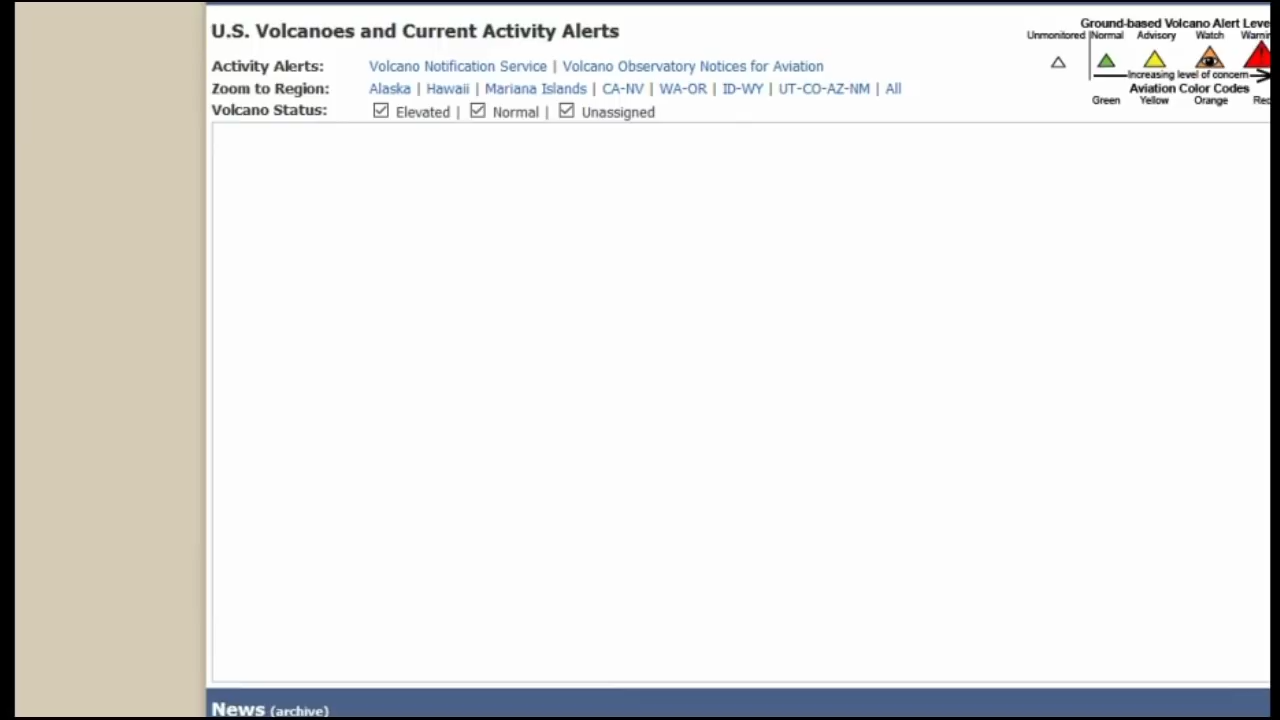 U.S. Volcanoes and Current Activity Alerts
Activity Alerts: Volcano Notification Service | Volcano Observatory Notices for Aviation
Zoom to Region: Alaska | Hawaii | Mariana Islands | CA-NV | WA-OR | ID-WY | UT-CO-AZ-NM | All
Volcano Status: Elevated | Normal | Unassigned
Ground-based Volcano Alert Leve
Unmonitored Normal Advisory Watch Warnin
Increasing level of concern
Aviation Color Codes
Green Yellow Orange Red
News (archive)